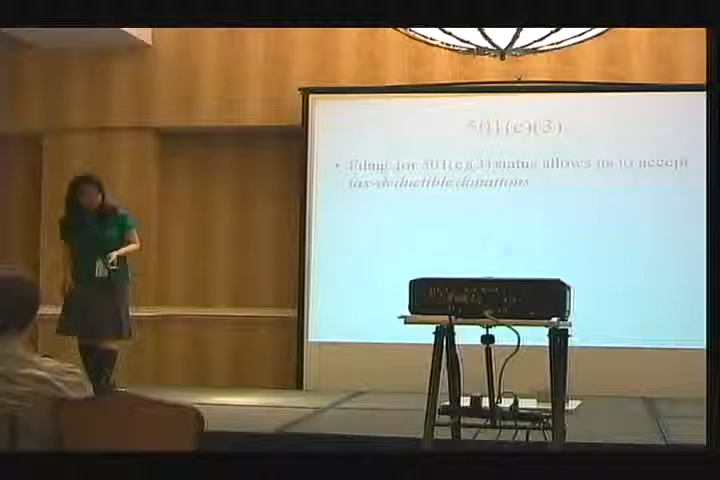 501(c)(3)
• Filing for 501(c)(3) status allows us to accept
tax-deductible donations